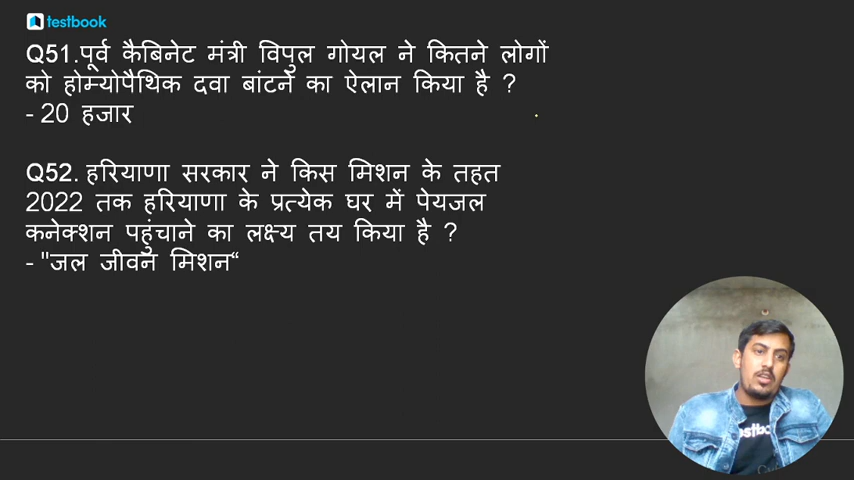 testbook
Q51.पूर्व कैबिनेट मंत्री विपुल गोयल ने कितने लोगों
को होम्योपैथिक दवा बांटने का ऐलान किया है ?
- 20 हजार
Q52. हरियाणा सरकार ने किस मिशन के तहत
2022 तक हरियाणा के प्रत्येक घर में पेयजल
कनेक्शन पहुंचाने का लक्ष्य तय किया है ?
- "जल जीवन मिशन“